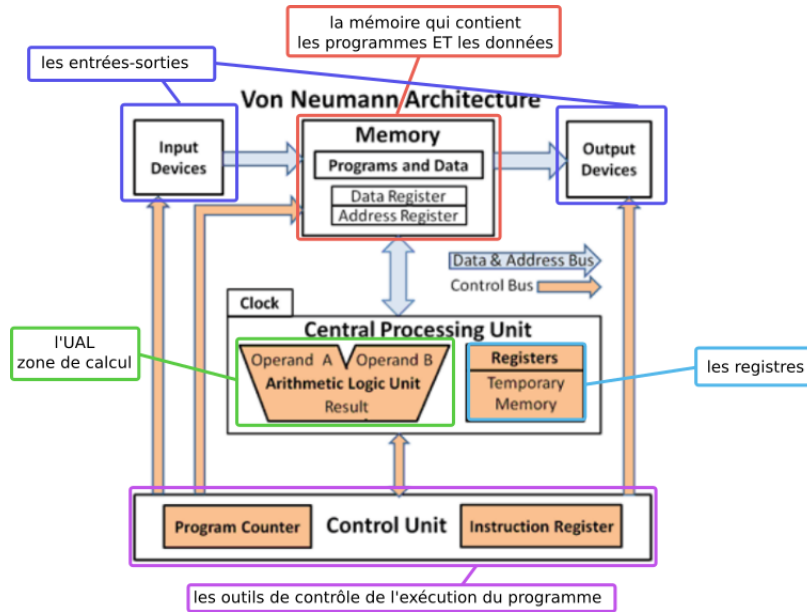 la mémoire qui contient
les programmes ET les données
les entrées-sorties
Von Neumann Architecture
Input
Devices
Memory
Programs and Data
Data Register
Address Register
Output
Devices
Data & Address Bus
Control Bus
Clock
Central Processing Unit
l'UAL
zone de calcul
Operand A
Operand B
Arithmetic Logic Unit
Result
Registers
Temporary
Memory
les registres
Program Counter
Control Unit
Instruction Register
les outils de contrôle de l'exécution du programme